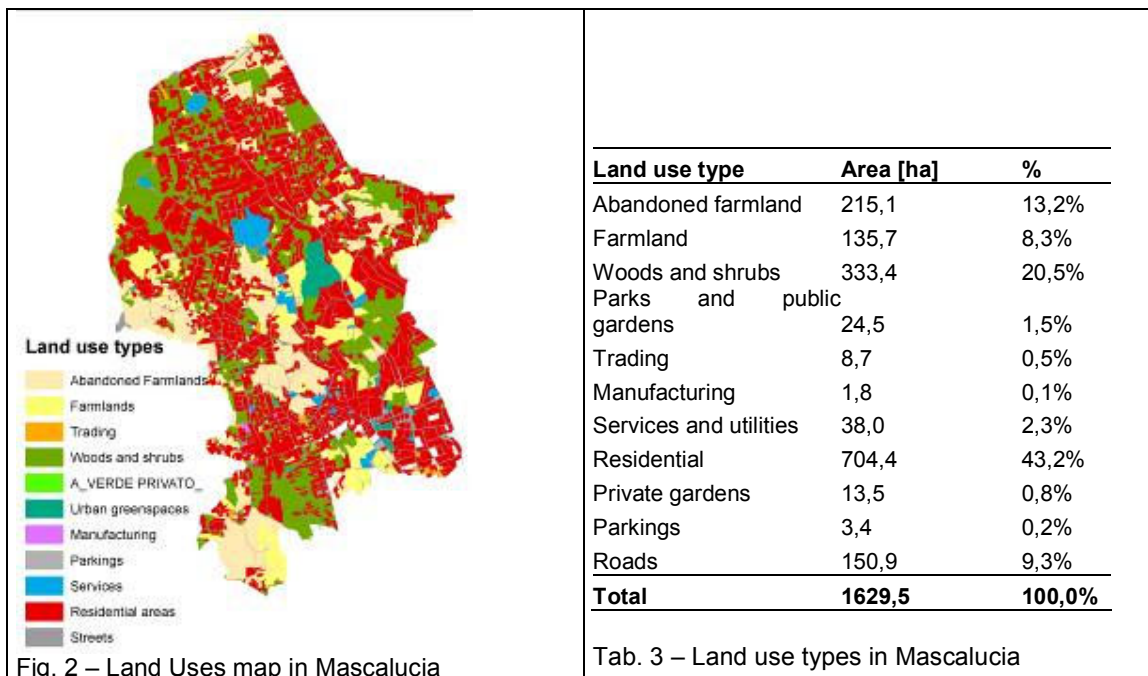 Land use types
Abandoned Farmlands
Farmlands
Trading
Woods and shrubs
A_VERDE PRIVATO_
Urban greenspaces
Manufacturing
Parkings
Services
Residential areas
Streets
Fig. 2 – Land Uses map in Mascalucia
Land use type Area [ha] %
Abandoned farmland 215,1 13,2%
Farmland 135,7 8,3%
Woods and shrubs 333,4 20,5%
Parks and public
gardens 24,5 1,5%
Trading 8,7 0,5%
Manufacturing 1,8 0,1%
Services and utilities 38,0 2,3%
Residential 704,4 43,2%
Private gardens 13,5 0,8%
Parkings 3,4 0,2%
Roads 150,9 9,3%
Total 1629,5 100,0%
Tab. 3 – Land use types in Mascalucia